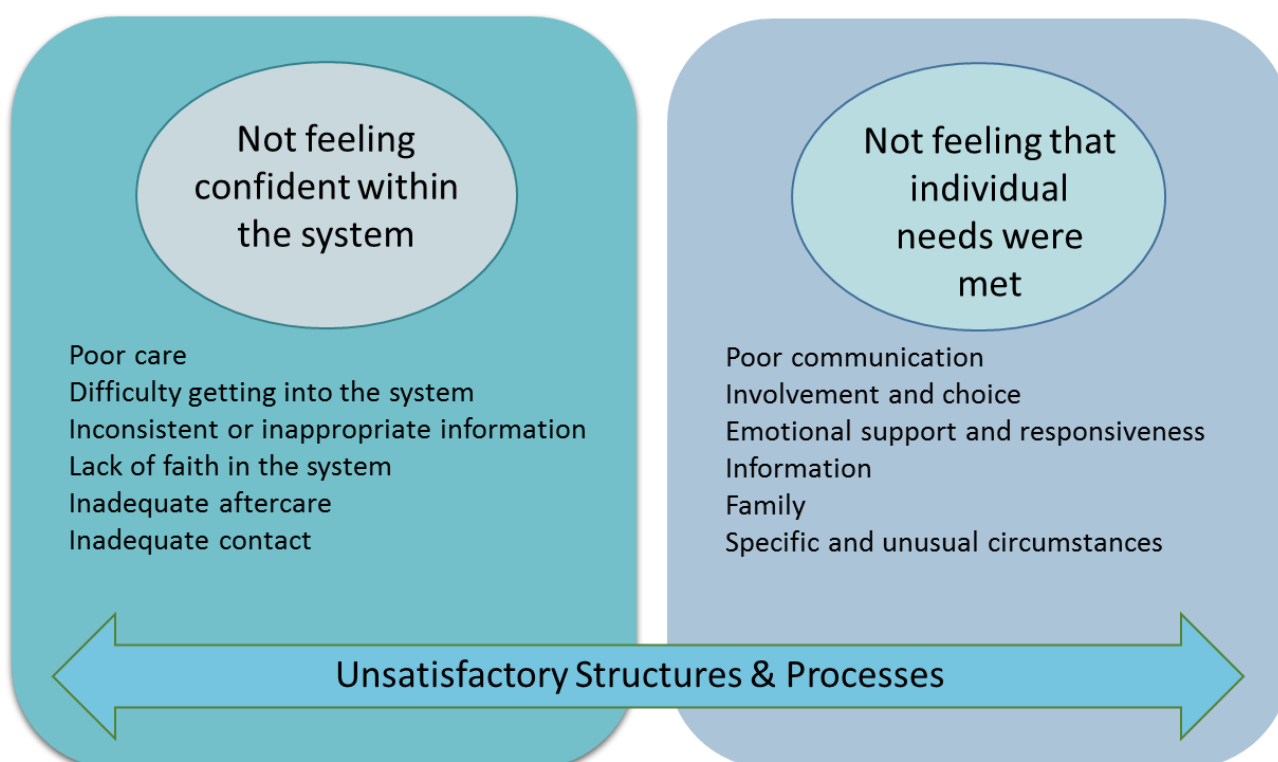 Not feeling
confident within
the system
Poor care
Difficulty getting into the system
Inconsistent or inappropriate information
Lack of faith in the system
Inadequate aftercare
Inadequate contact
Not feeling that
individual
needs were
met
Poor communication
Involvement and choice
Emotional support and responsiveness
Information
Family
Specific and unusual circumstances
Unsatisfactory Structures & Processes